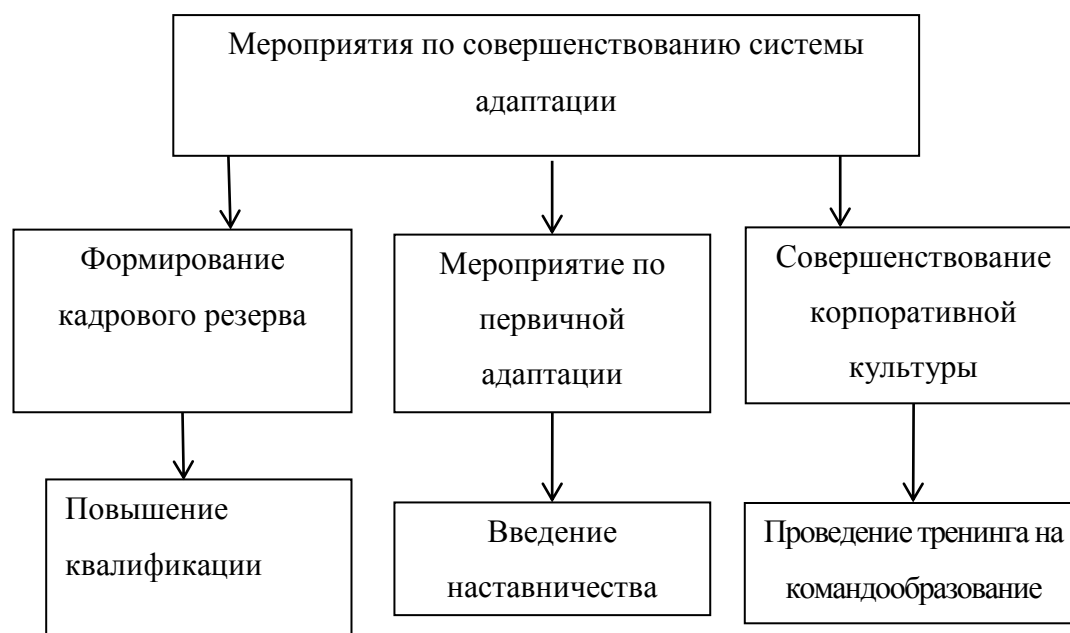 Мероприятия по совершенствованию системы
адаптации
Формирование
кадрового резерва
Мероприятие по
первичной
адаптации
Совершенствование
корпоративной
культуры
Повышение
квалификации
Введение
наставничества
Проведение тренинга на
командообразование